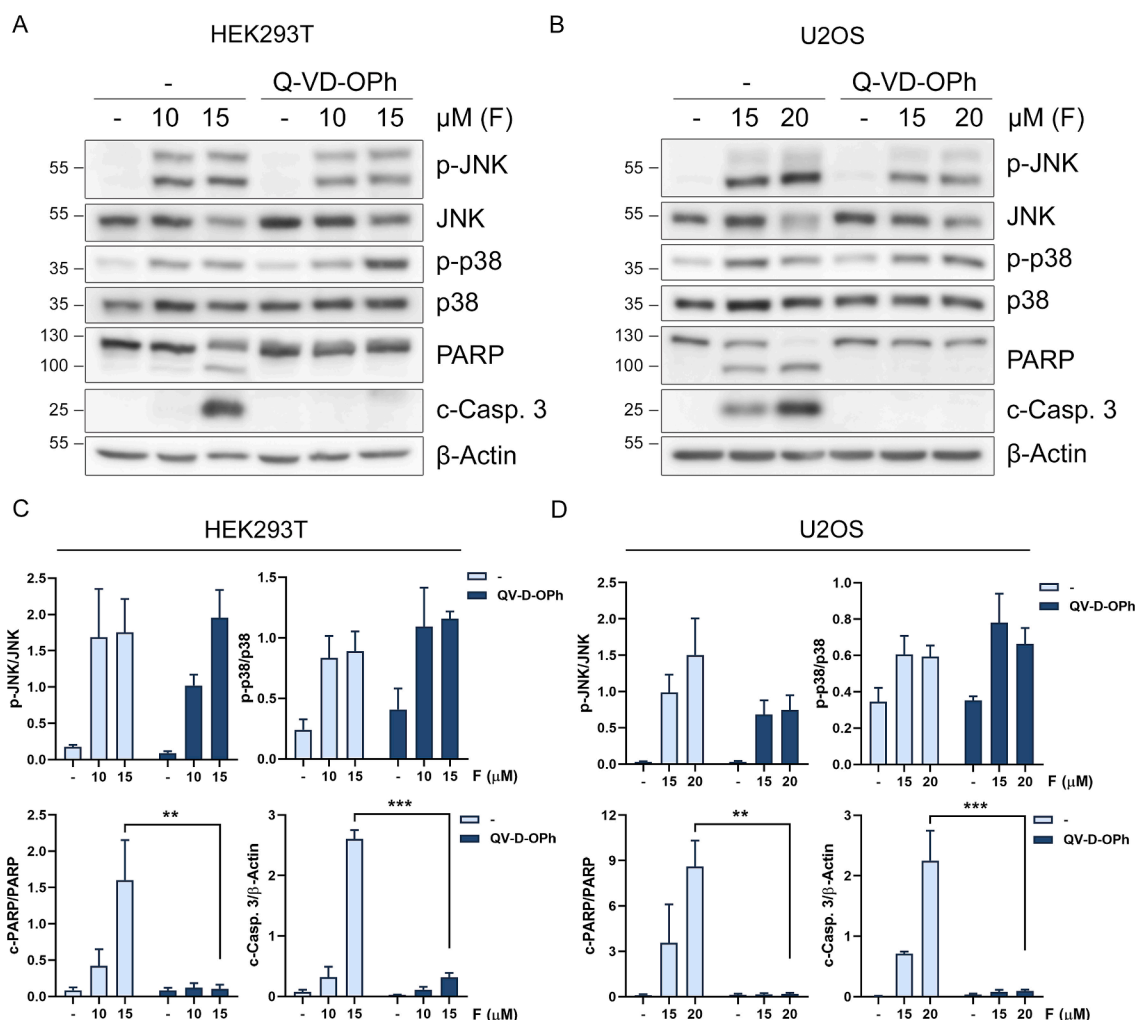 A
HEK293T
- Q-VD-OPh
- 10 15 - 10 15 µM (F)
55 – p-JNK
55 – JNK
35 – p-p38
35 – p38
130 –
100 – PARP
25 – c-Casp. 3
55 – β-Actin
B
U2OS
- Q-VD-OPh
- 15 20 - 15 20 µM (F)
55 – p-JNK
55 – JNK
35 – p-p38
35 – p38
130 –
100 – PARP
25 – c-Casp. 3
55 – β-Actin
C
HEK293T
p-JNK/JNK
2.5
2.0
1.5
1.0
0.5
0.0
- 10 15 - 10 15
p-p38/p38
1.5
1.0
0.5
0.0
- 10 15 - 10 15 F (μM)
-
QV-D-OPh
c-PARP/PARP
2.5
2.0
1.5
1.0
0.5
0.0
**
- 10 15 - 10 15
c-Casp. 3/β-Actin
3
2
1
0
***
- 10 15 - 10 15 F (μM)
-
QV-D-OPh
D
U2OS
p-JNK/JNK
2.5
2.0
1.5
1.0
0.5
0.0
- 15 20 - 15 20
p-p38/p38
1.0
0.8
0.6
0.4
0.2
0.0
- 15 20 - 15 20 F (μM)
-
QV-D-OPh
c-PARP/PARP
12
9
6
3
0
**
- 15 20 - 15 20
c-Casp. 3/β-Actin
3
2
1
0
***
- 15 20 - 15 20 F (μM)
-
QV-D-OPh